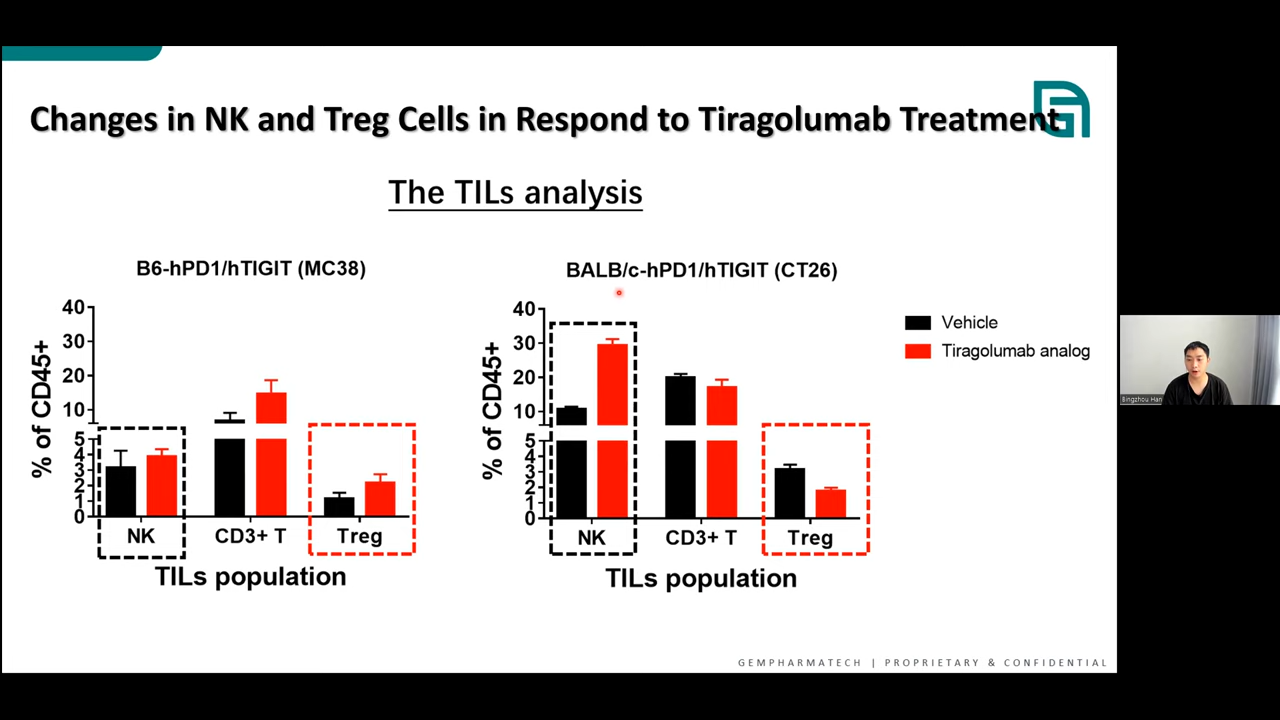 Changes in NK and Treg Cells in Respond to Tiragolumab Treatment
The TILs analysis
B6-hPD1/hTIGIT (MC38)
% of CD45+
40
30
20
10
5
4
3
2
1
0
NK
CD3+ T
Treg
TILs population
BALB/c-hPD1/hTIGIT (CT26)
% of CD45+
40
30
20
10
5
4
3
2
1
0
NK
CD3+ T
Treg
TILs population
Vehicle
Tiragolumab analog
Bingzhou Han
GEMPHARMATECH | PROPRIETARY & CONFIDENTIAL